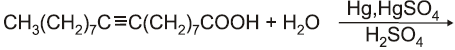 CH₃(CH₂)₇C≡C(CH₂)₇COOH + H₂O Hg,HgSO₄
H₂SO₄